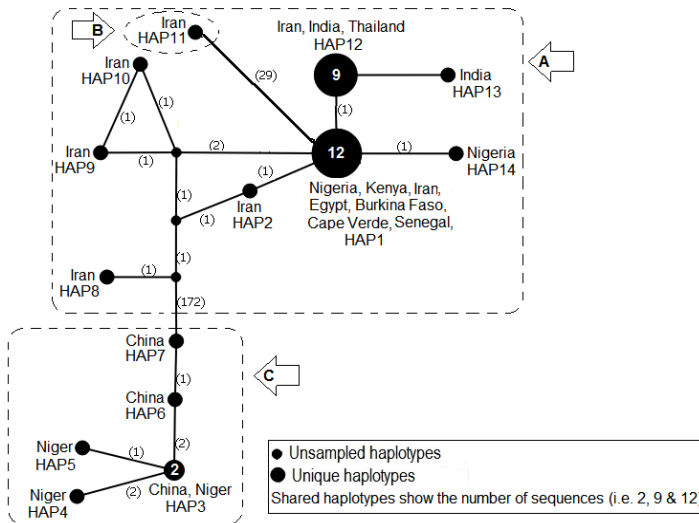 Iran
HAP11
B
Iran, India, Thailand
HAP12
Iran
HAP10
(29)
9
India
HAP13
A
(1)
(1)
(1)
Iran
HAP9
(1)
(2)
12
(1)
Nigeria
HAP14
(1)
(1)
Nigeria, Kenya, Iran,
Egypt, Burkina Faso,
Cape Verde, Senegal,
HAP1
(1)
Iran
HAP2
(1)
Iran
HAP8
(1)
(172)
China
HAP7
(1)
C
China
HAP6
(2)
Niger
HAP5
(1)
2
Niger
HAP4
(2)
China, Niger
HAP3
Unsampled haplotypes
Unique haplotypes
Shared haplotypes show the number of sequences (i.e. 2, 9 & 12)